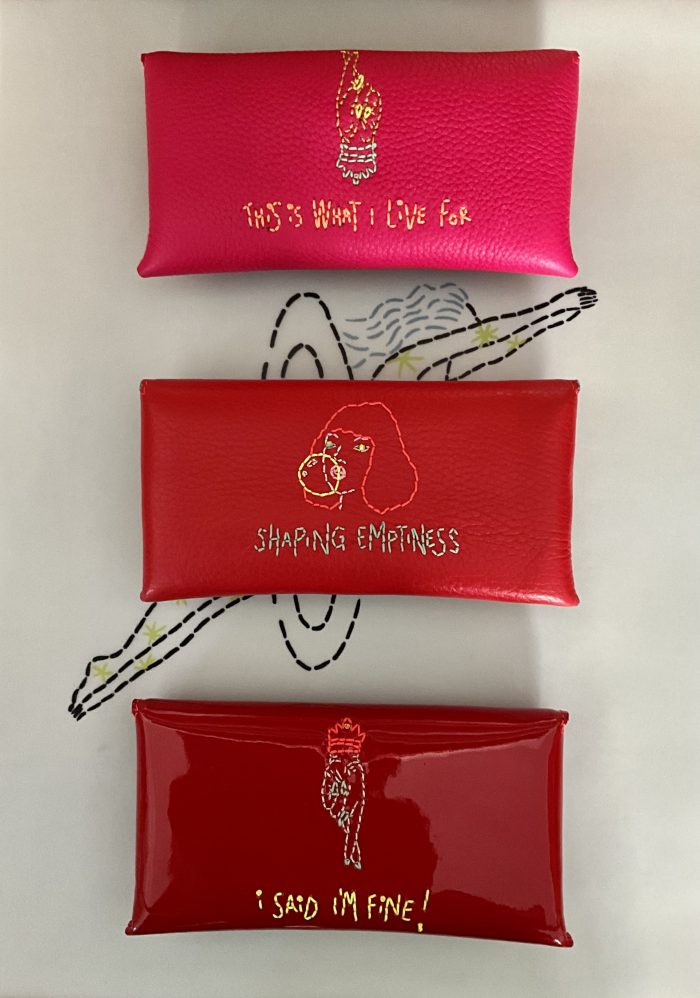 THIS IS WHAT I LIVE FOR
SHAPING EMPTINESS
I SAID I'M FINE!